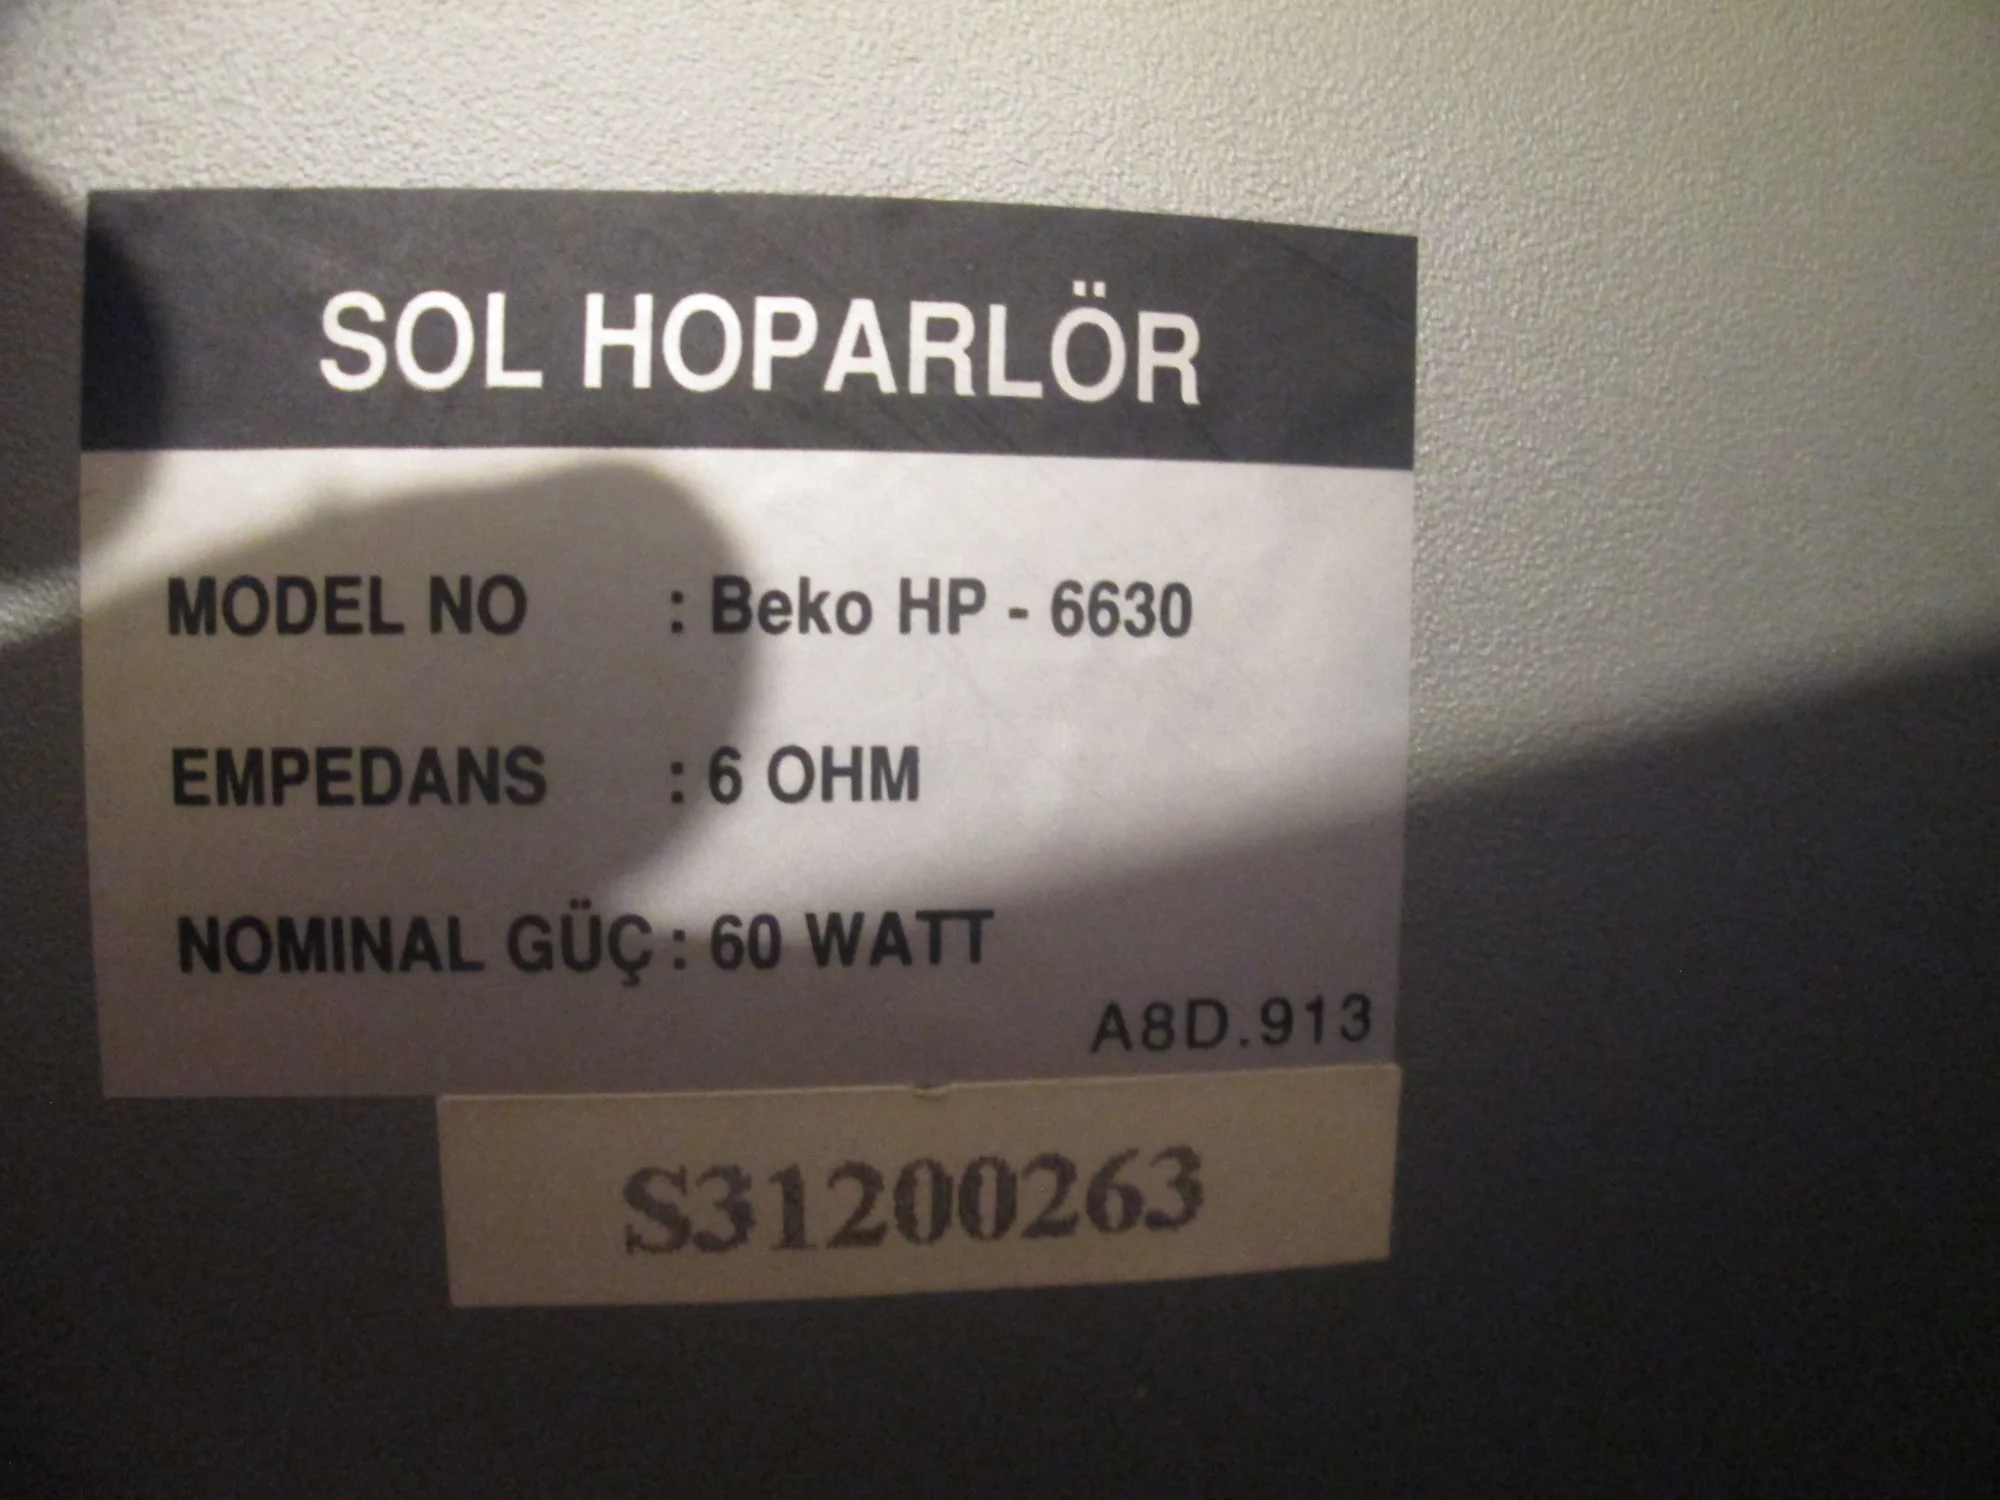 SOL HOPARLÖR
MODEL NO : Beko HP - 6630
EMPEDANS : 6 OHM
NOMINAL GÜÇ : 60 WATT
A8D.913
S31200263